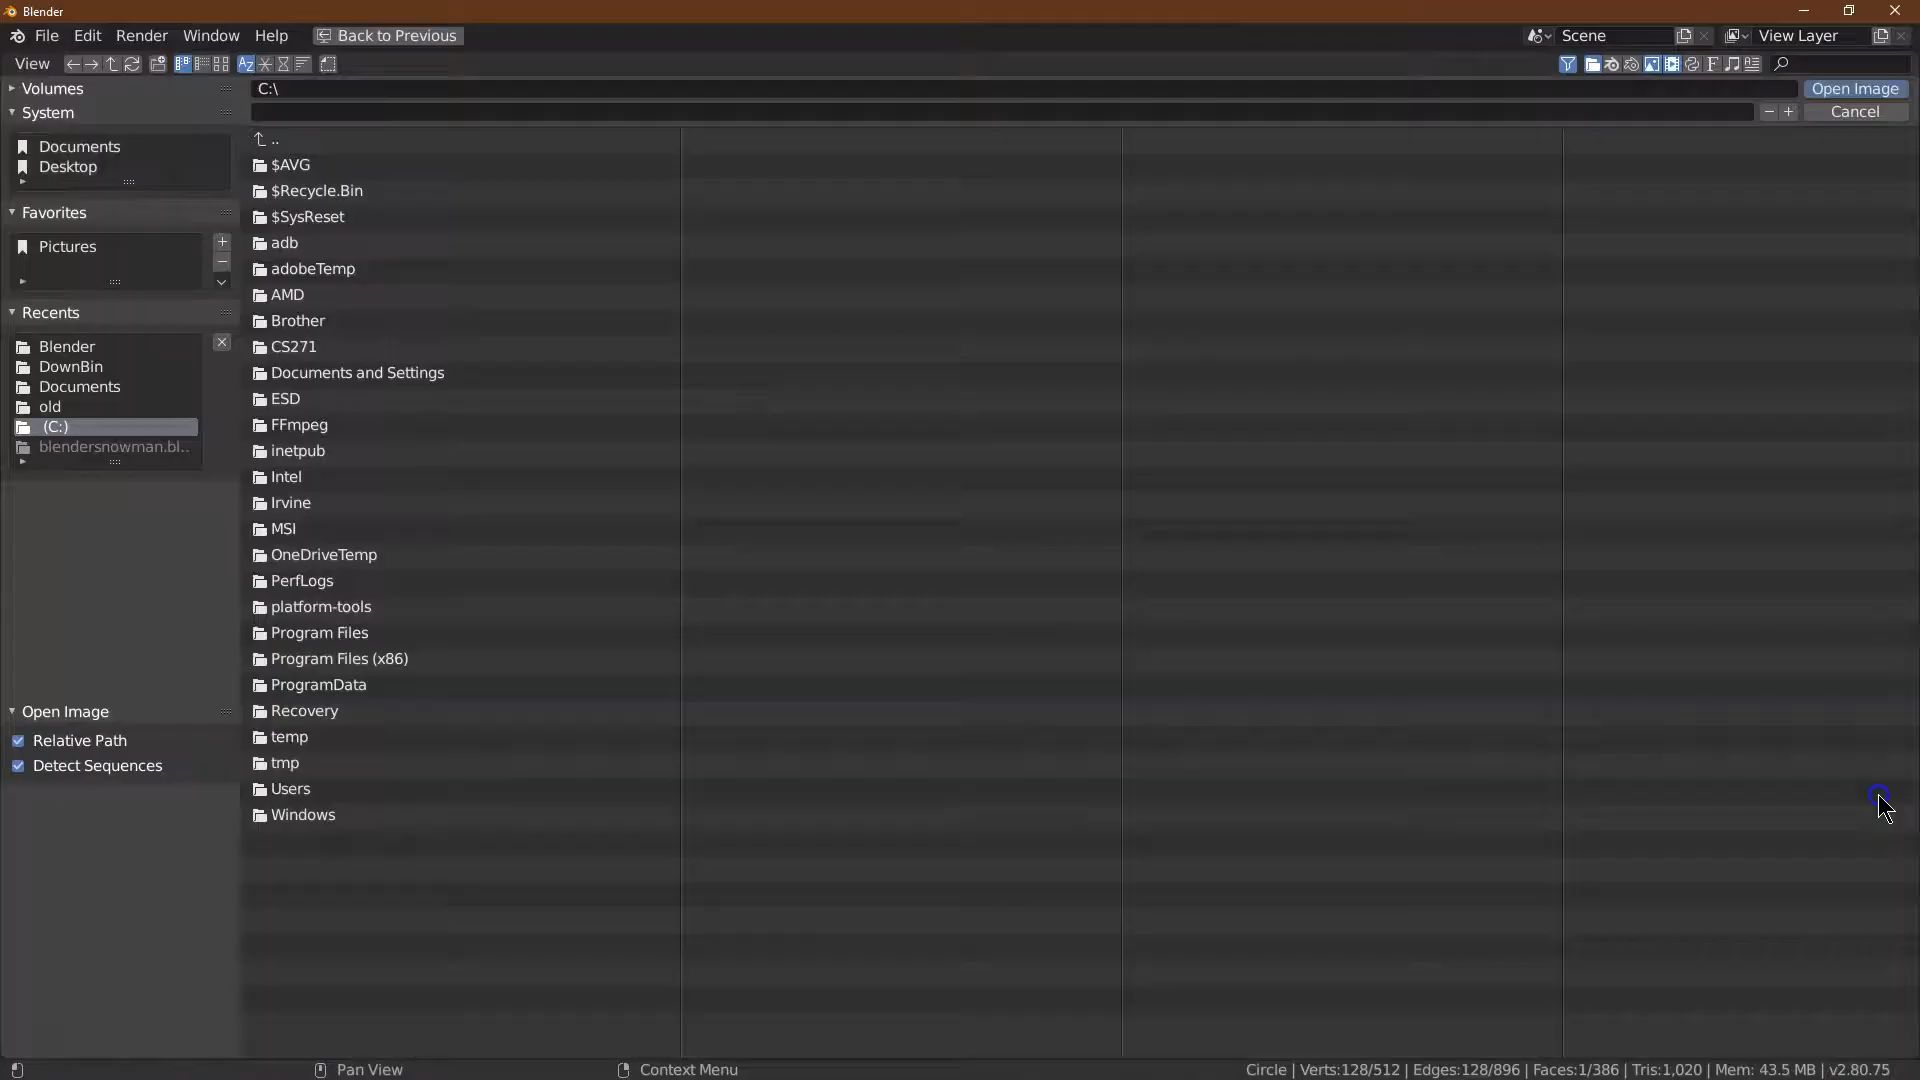 Blender
File Edit Render Window Help Back to Previous Scene View Layer
View
Volumes C:\ Open Image
System Cancel
Documents
Desktop
Favorites
Pictures
Recents
Blender
DownBin
Documents
old
(C:)
blendersnowman.bl..
Open Image
Relative Path
Detect Sequences
..
$AVG
$Recycle.Bin
$SysReset
adb
adobeTemp
AMD
Brother
CS271
Documents and Settings
ESD
FFmpeg
inetpub
Intel
Irvine
MSI
OneDriveTemp
PerfLogs
platform-tools
Program Files
Program Files (x86)
ProgramData
Recovery
temp
tmp
Users
Windows
Pan View Context Menu Circle | Verts:128/512 | Edges:128/896 | Faces:1/386 | Tris:1,020 | Mem: 43.5 MB | v2.80.75